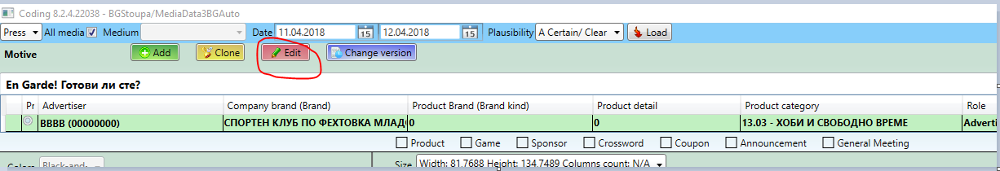 Coding 8.2.4.22038 - BGStoupa/MediaData3BGAuto
Press All media Medium Date 11.04.2018 15 12.04.2018 15 Plausibility A Certain/ Clear Load
Motive Add Clone Edit Change version
En Garde! Готови ли сте?
Pr Advertiser Company brand (Brand) Product Brand (Brand kind) Product detail Product category Role
BBBB (00000000) СПОРТЕН КЛУБ ПО ФЕХТОВКА 0 0 13.03 - ХОБИ И СВОБОДНО ВРЕМЕ Adverti
Product Game Sponsor Crossword Coupon Announcement General Meeting
Size Width: 81.7688 Height: 134.7489 Columns count: N/A